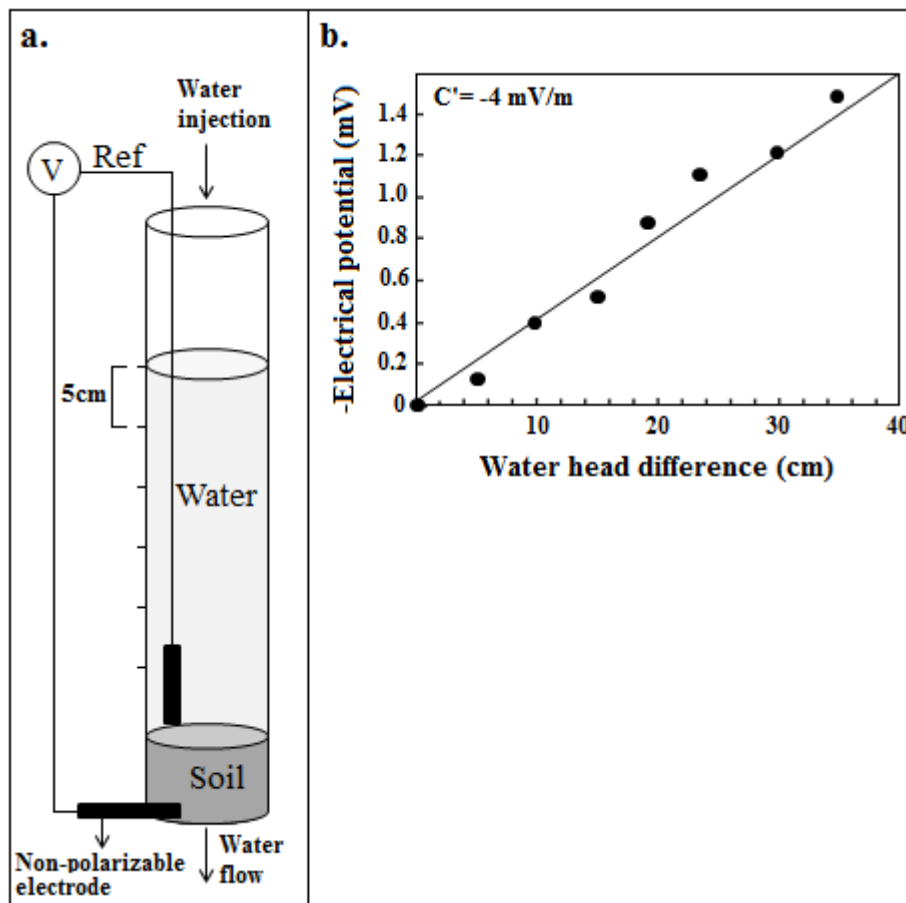 a.
Water
injection
V
Ref
5cm
Water
Soil
Non-polarizable
electrode
Water
flow
b.
C'= -4 mV/m
-Electrical potential (mV)
1.4
1.2
1.0
0.8
0.6
0.4
0.2
0
10
20
30
40
Water head difference (cm)